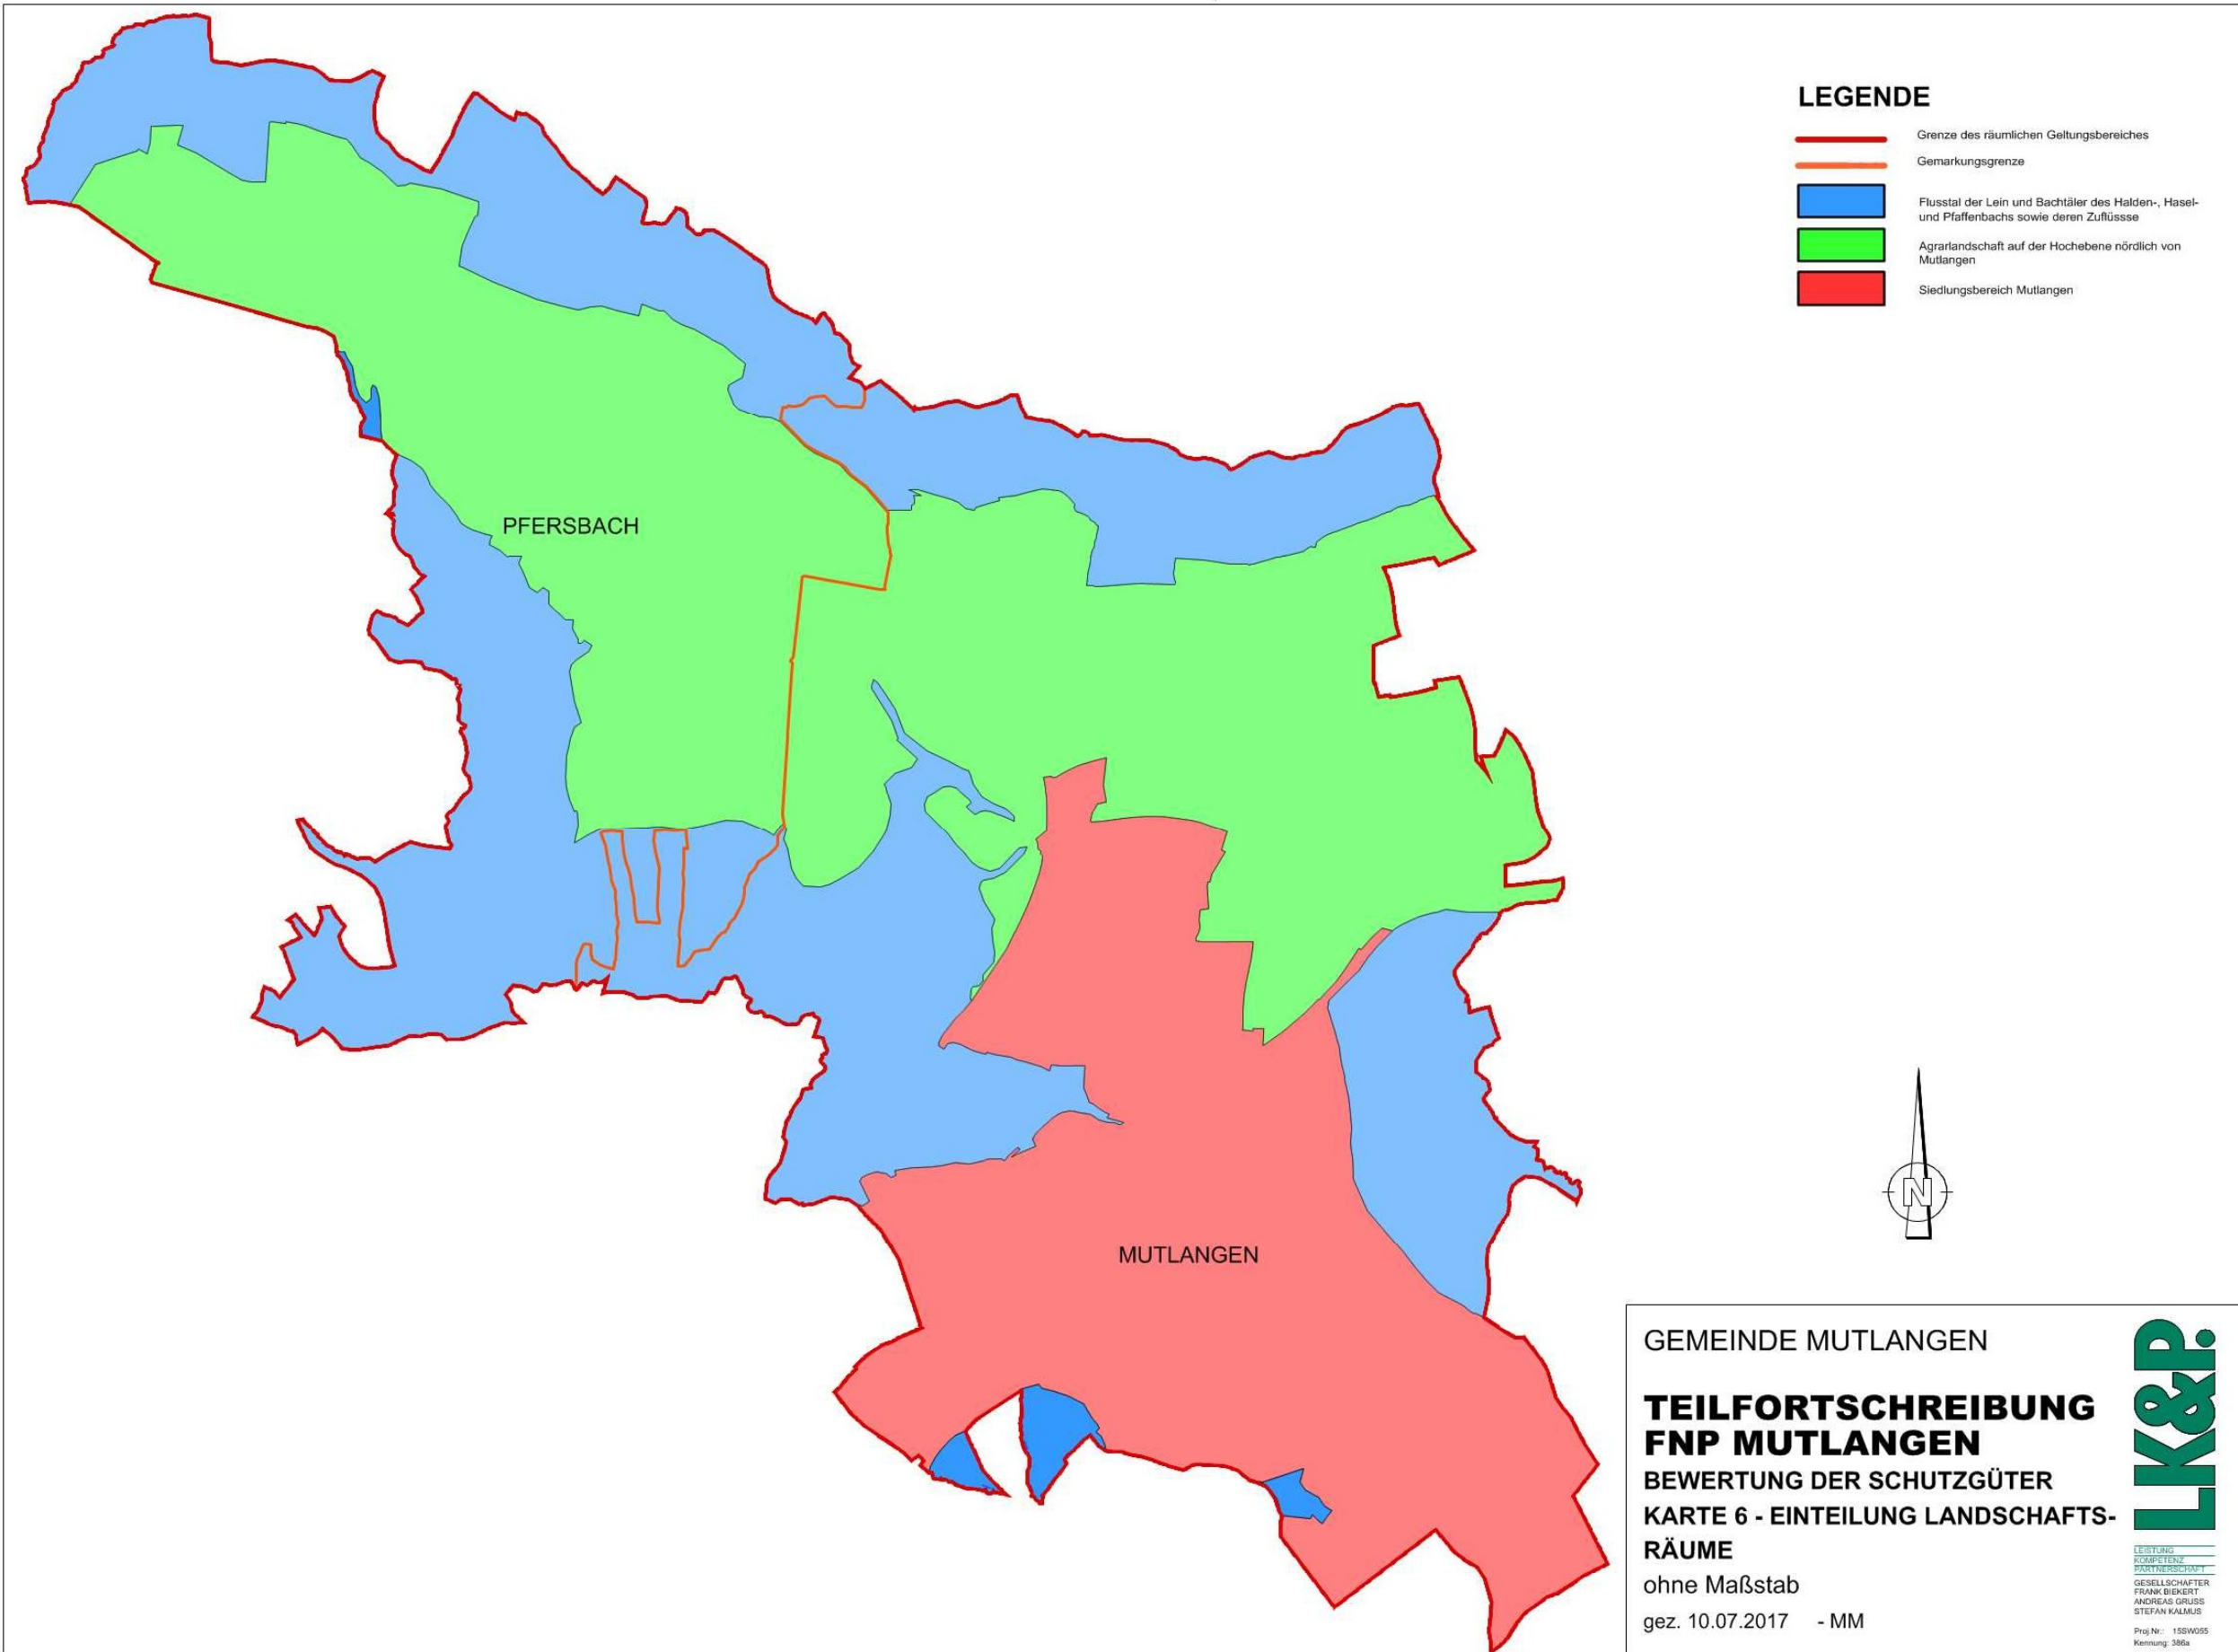 LEGENDE
Grenze des räumlichen Geltungsbereiches
Gemarkungsgrenze
Flusstal der Lein und Bachtäler des Halden-, Hasel-
und Pfaffenbachs sowie deren Zuflüssse
Agrarlandschaft auf der Hochebene nördlich von
Mutlangen
Siedlungsbereich Mutlangen
PFERSBACH
MUTLANGEN
N
GEMEINDE MUTLANGEN
TEILFORTSCHREIBUNG
FNP MUTLANGEN
BEWERTUNG DER SCHUTZGÜTER
KARTE 6 - EINTEILUNG LANDSCHAFTS-
RÄUME
ohne Maßstab
gez. 10.07.2017 - MM
LK&P.
LEISTUNG
KOMPETENZ
PARTNERSCHAFT
GESELLSCHAFTER
FRANK BIEKERT
ANDREAS GRUSS
STEFAN KALMUS
Proj.Nr.: 15SW055
Kennung: 386a